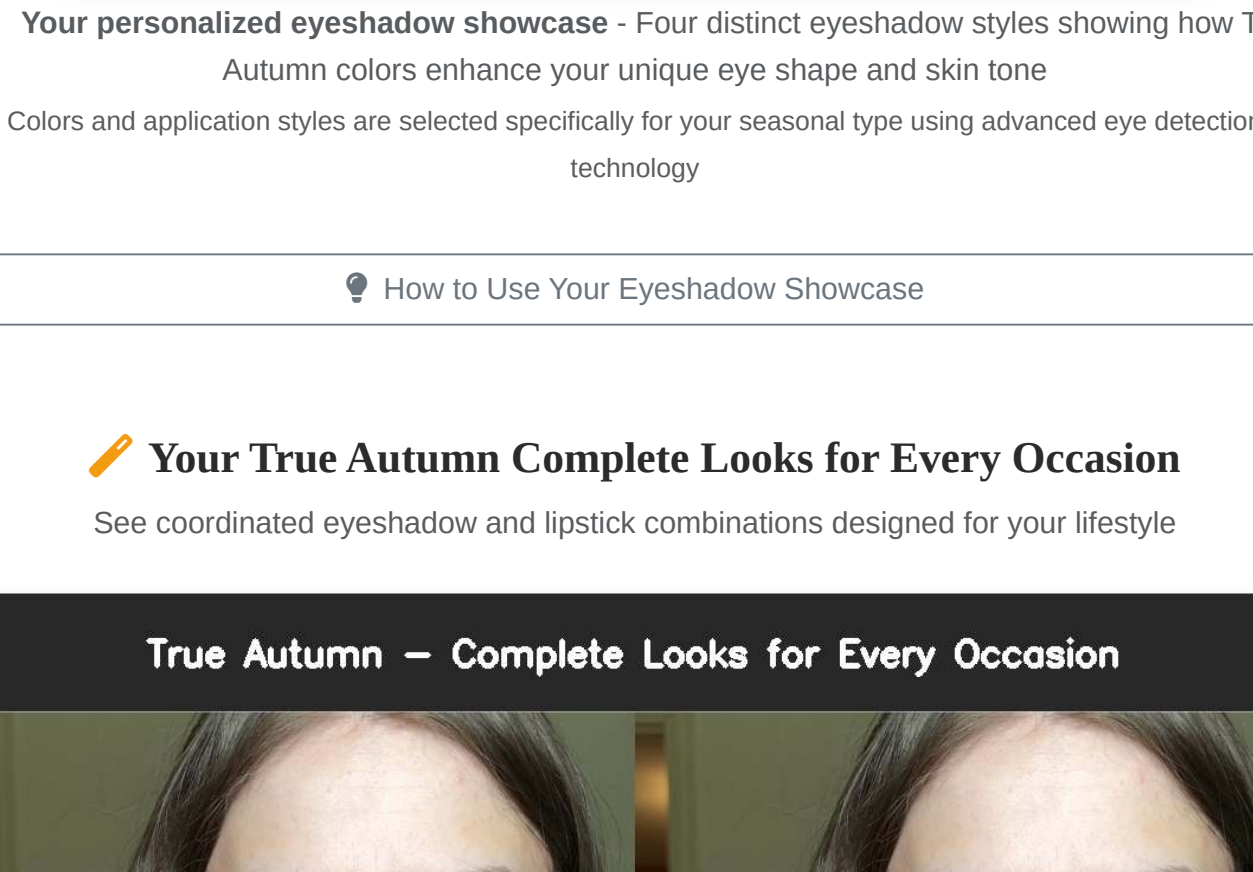 Your personalized eyeshadow showcase - Four distinct eyeshadow styles showing how T
Autumn colors enhance your unique eye shape and skin tone
Colors and application styles are selected specifically for your seasonal type using advanced eye detection
technology
How to Use Your Eyeshadow Showcase
Your True Autumn Complete Looks for Every Occasion
See coordinated eyeshadow and lipstick combinations designed for your lifestyle
True Autumn – Complete Looks for Every Occasion